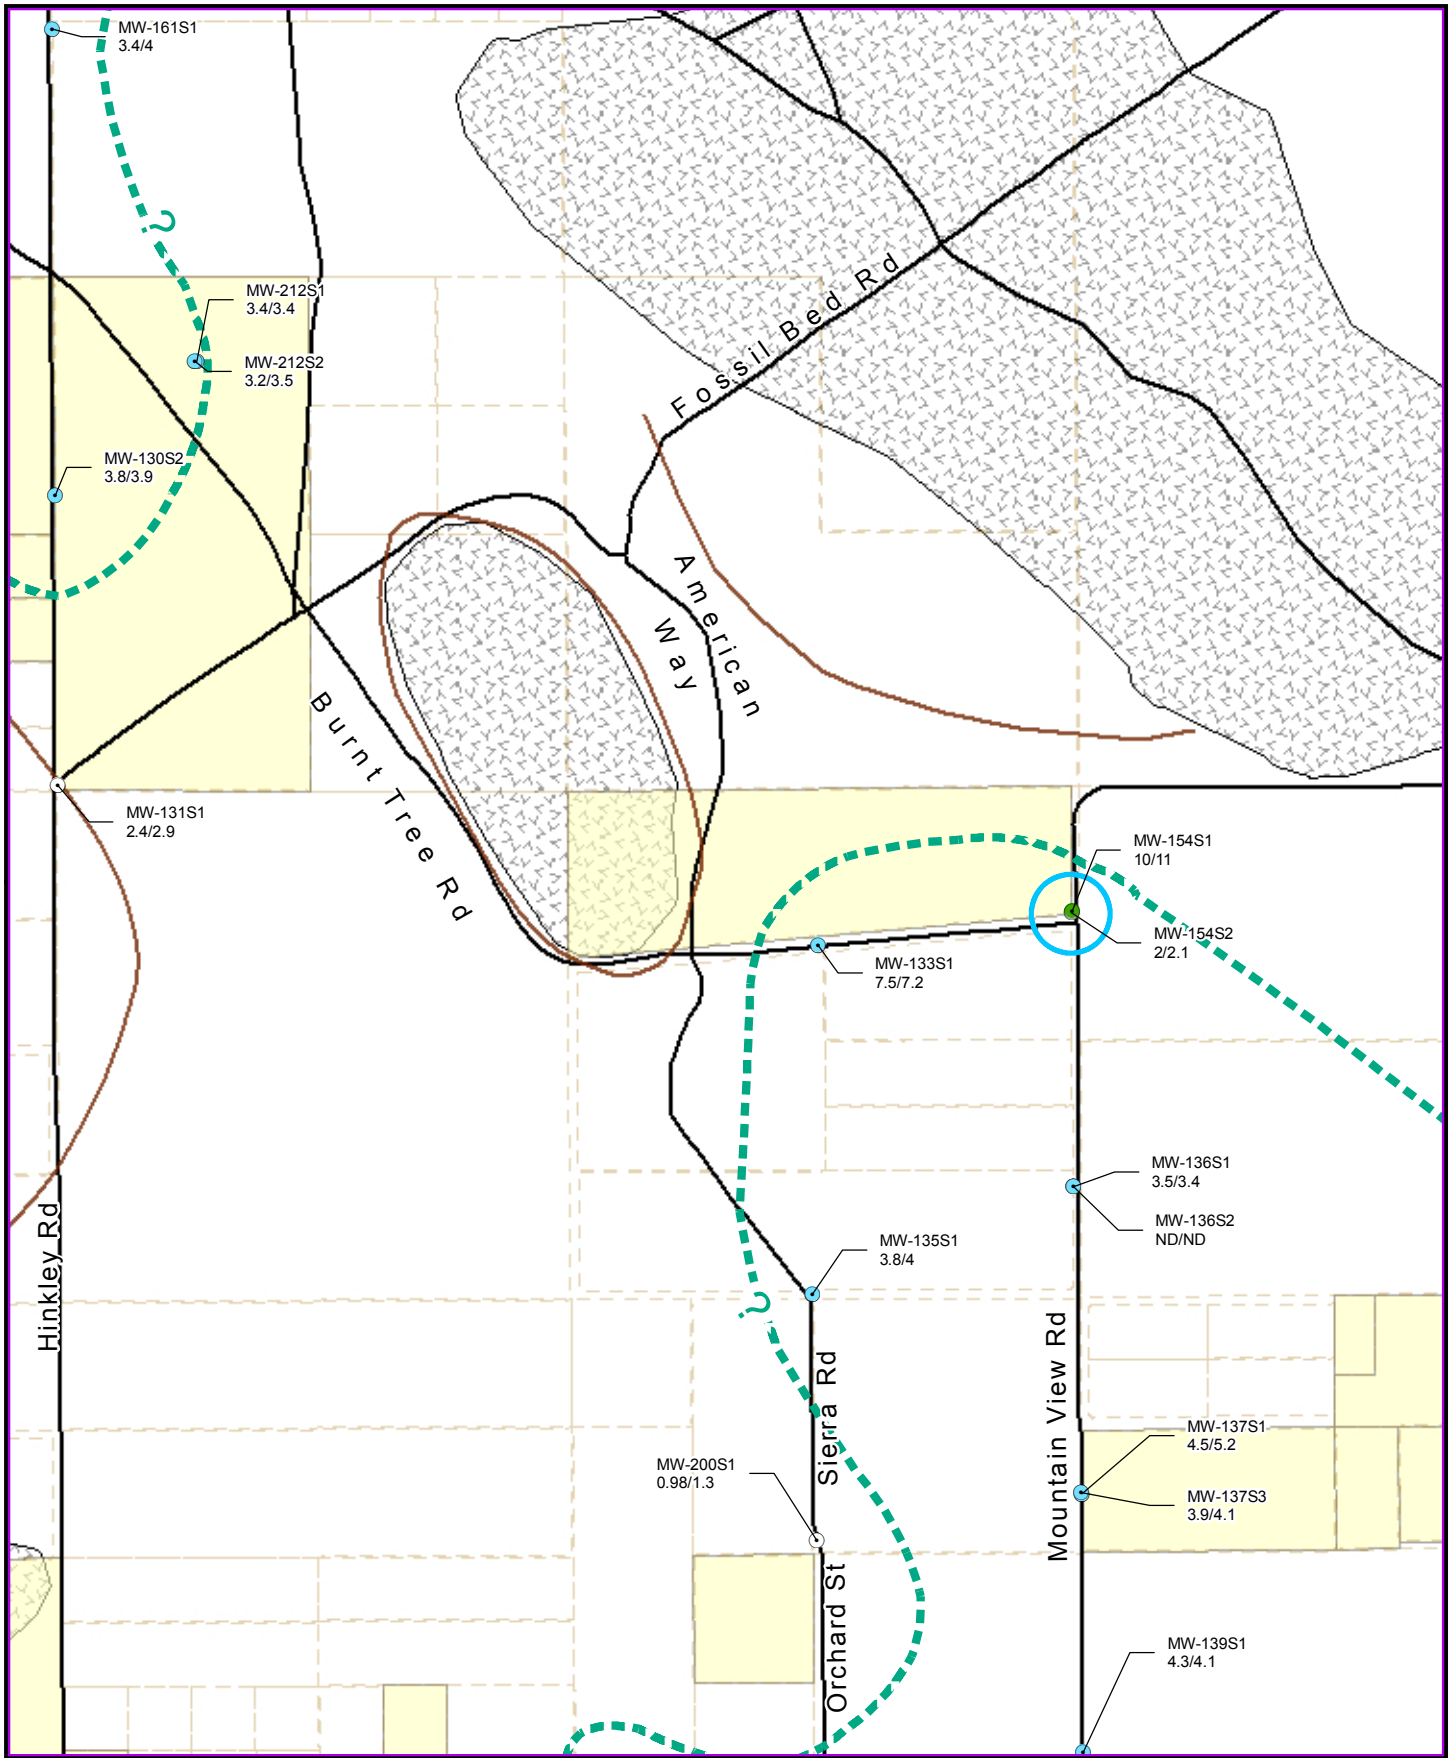 MW-161S1
3.4/4
?
MW-212S1
3.4/3.4
MW-212S2
3.2/3.5
Fossil Bed Rd
MW-130S2
3.8/3.9
American
Way
Burnt Tree Rd
MW-131S1
2.4/2.9
MW-154S1
10/11
MW-154S2
2/2.1
MW-133S1
7.5/7.2
MW-136S1
3.5/3.4
MW-136S2
ND/ND
Hinkley Rd
MW-135S1
3.8/4
?
Sierra Rd
Mountain View Rd
MW-137S1
4.5/5.2
MW-200S1
0.98/1.3
MW-137S3
3.9/4.1
Orchard St
MW-139S1
4.3/4.1